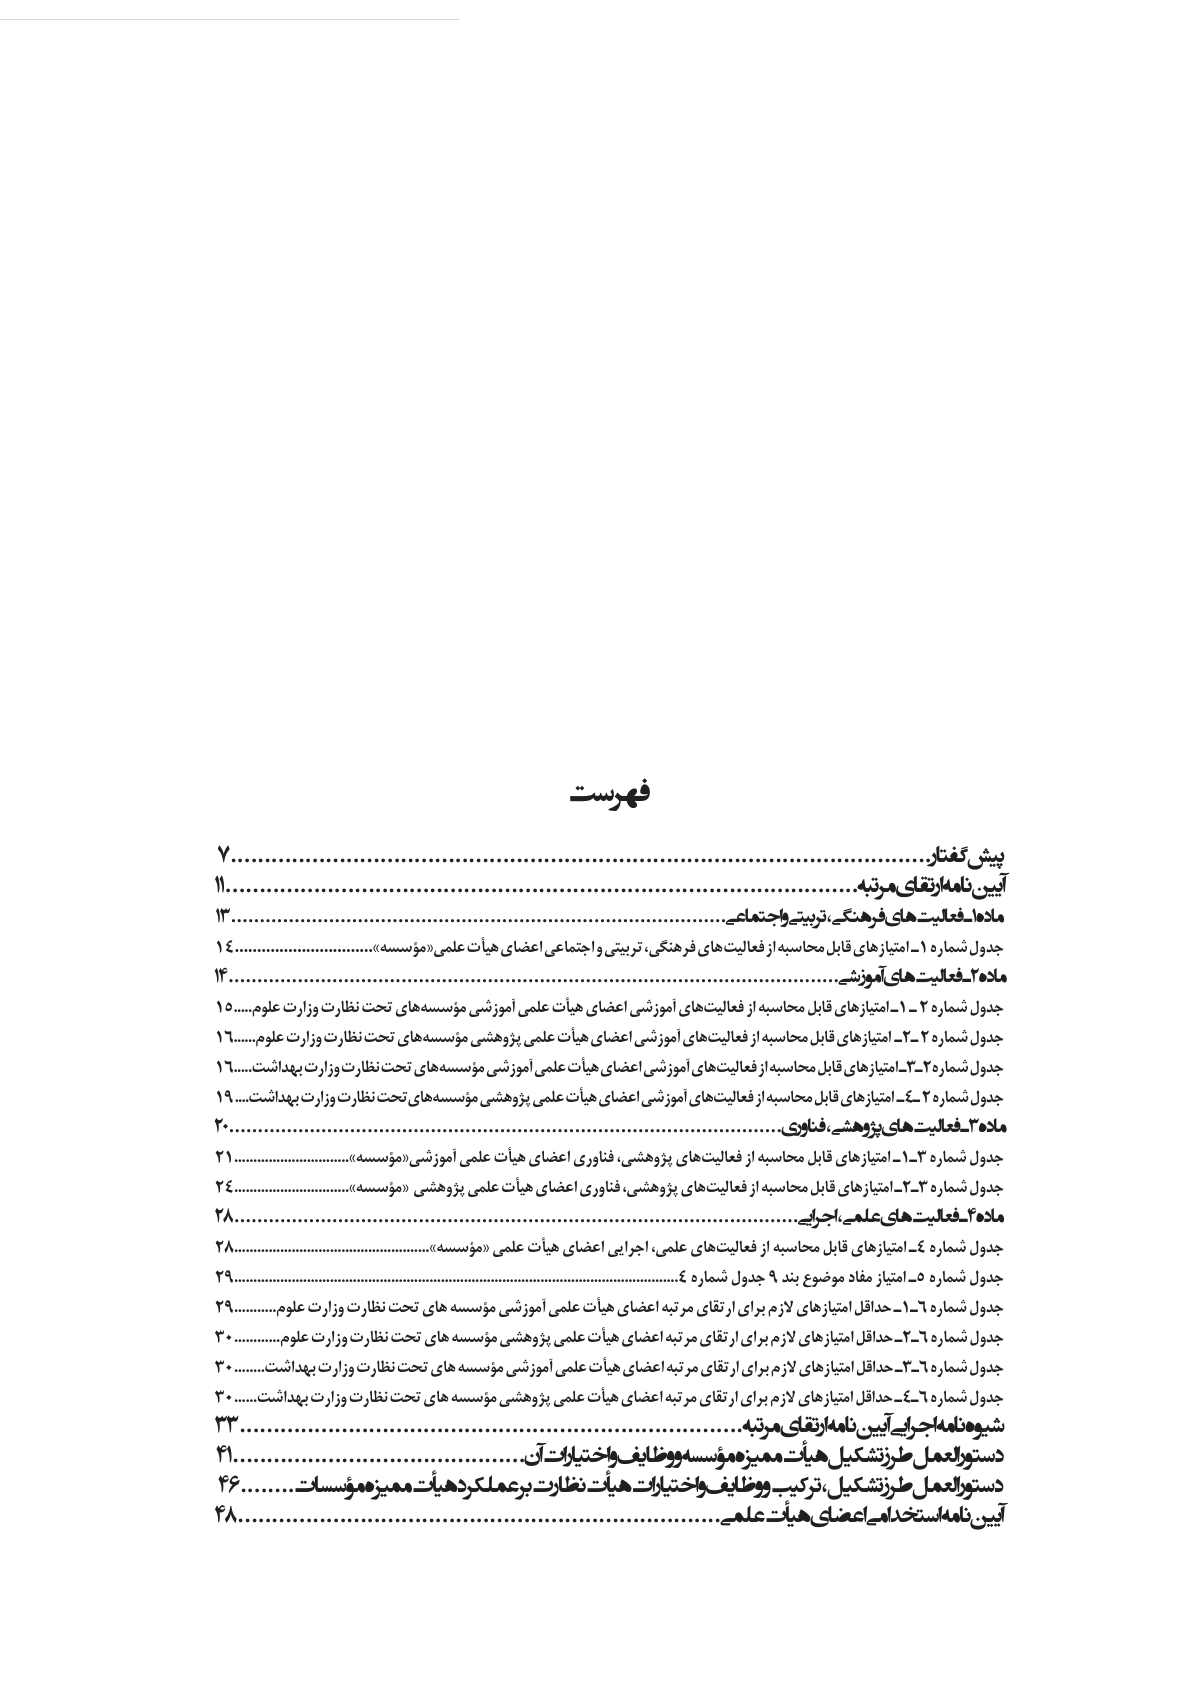 فهرست
پیش گفتار......................................................................................................۷
آیین نامه ارتقای مرتبه............................................................................................۱۱
ماده ۱ـ فعالیت های فرهنگی، تربیتی و اجتماعی.........................................................................۱۳
جدول شماره ۱ـ امتیازهای قابل محاسبه از فعالیت‌های فرهنگی، تربیتی و اجتماعی اعضای هیأت علمی«مؤسسه»................................۱٤
ماده ۲ـ فعالیت های آموزشی.........................................................................................۱۴
جدول شماره ۲ ـ ۱ـ امتیازهای قابل محاسبه از فعالیت‌های آموزشی اعضای هیأت علمی آموزشی مؤسسه‌های تحت نظارت وزارت علوم.....۱٥
جدول شماره ۲ ـ۲ـ امتیازهای قابل محاسبه از فعالیت‌های آموزشی اعضای هیأت علمی پژوهشی مؤسسه‌های تحت نظارت وزارت علوم......۱٦
جدول شماره۲ـ۳ـامتیازهای قابل محاسبه از فعالیت‌های آموزشی اعضای هیأت علمی آموزشی مؤسسه‌های تحت نظارت وزارت بهداشت.....۱٦
جدول شماره ۲ ـ٤ـ امتیازهای قابل محاسبه از فعالیت‌های آموزشی اعضای هیأت علمی پژوهشی مؤسسه‌های تحت نظارت وزارت بهداشت....۱۹
ماده ۳ـ فعالیت های پژوهشی، فناوری.................................................................................۲۰
جدول شماره ۳ـ۱ـ امتیازهای قابل محاسبه از فعالیت‌های پژوهشی، فناوری اعضای هیأت علمی آموزشی«مؤسسه»..............................۲۱
جدول شماره ۳ـ۲ـ امتیازهای قابل محاسبه از فعالیت‌های پژوهشی، فناوری اعضای هیأت علمی پژوهشی «مؤسسه»..............................۲٤
ماده ۴ـ فعالیت های علمی، اجرایی...................................................................................۲۸
جدول شماره ٤ـ امتیازهای قابل محاسبه از فعالیت‌های علمی، اجرایی اعضای هیأت علمی «مؤسسه»..................................................۲۸
جدول شماره ٥ـ امتیاز مفاد موضوع بند ۹ جدول شماره ٤...................................................................................................................۲۹
جدول شماره ٦ـ۱ـ حداقل امتیازهای لازم برای ارتقای مرتبه اعضای هیأت علمی آموزشی مؤسسه های تحت نظارت وزارت علوم...........۲۹
جدول شماره ٦ـ۲ـ حداقل امتیازهای لازم برای ارتقای مرتبه اعضای هیأت علمی پژوهشی مؤسسه های تحت نظارت وزارت علوم............۳۰
جدول شماره ٦ـ۳ـ حداقل امتیازهای لازم برای ارتقای مرتبه اعضای هیأت علمی آموزشی مؤسسه های تحت نظارت وزارت بهداشت........۳۰
جدول شماره ٦ـ٤ـ حداقل امتیازهای لازم برای ارتقای مرتبه اعضای هیأت علمی پژوهشی مؤسسه های تحت نظارت وزارت بهداشت......۳۰
شیوه نامه اجرایی آیین نامه ارتقای مرتبه.........................................................................۳۳
دستورالعمل طرز تشکیل هیأت ممیزه مؤسسه و وظایف و اختیارات آن...........................................۴۱
دستورالعمل طرز تشکیل، ترکیب و وظایف و اختیارات هیأت نظارت بر عملکرد هیأت ممیزه مؤسسات........۴۶
آیین نامه استخدامی اعضای هیأت علمی.......................................................................۴۸